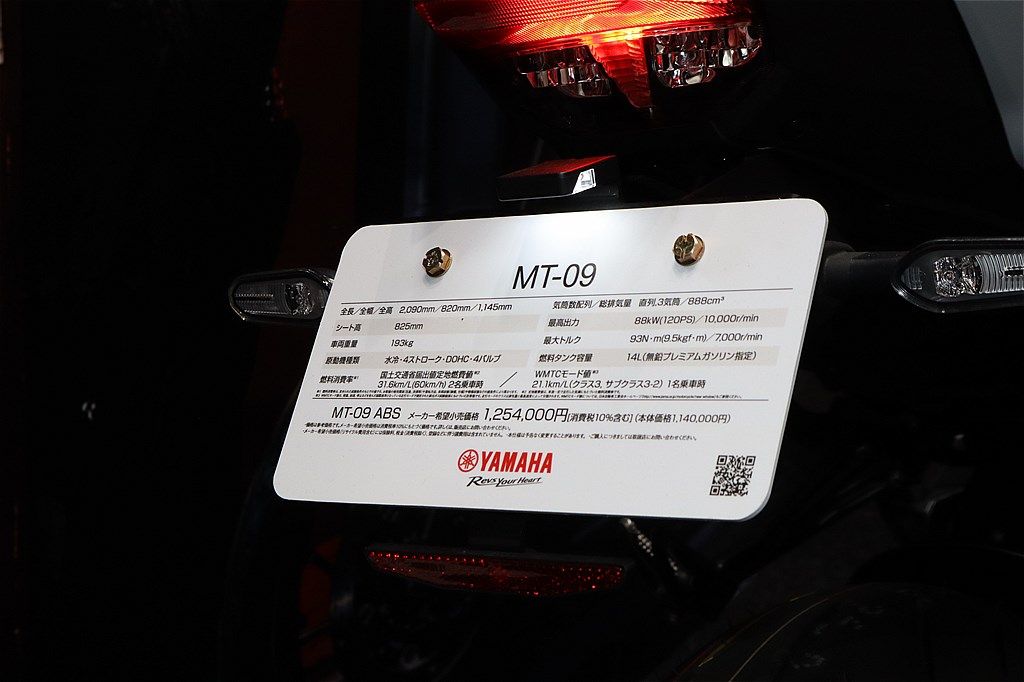 MT-09
全長/全幅/全高 2,090mm/820mm/1,145mm
シート高 825mm
車両重量 193kg
原動機種類 水冷・4ストローク・DOHC・4バルブ
燃料消費率※1 国土交通省届出値定地燃費値※2 31.6km/L(60km/h) 2名乗車時 / WMTCモード値※3 21.1km/L(クラス3, サブクラス3-2) 1名乗車時
気筒数配列/総排気量 直列,3気筒/888cm³
最高出力 88kW(120PS)/10,000r/min
最大トルク 93N・m(9.5kgf・m)/7,000r/min
燃料タンク容量 14L(無鉛プレミアムガソリン指定)
MT-09 ABS メーカー希望小売価格 1,254,000円[消費税10%含む] (本体価格1,140,000円)
YAMAHA
Revs Your Heart